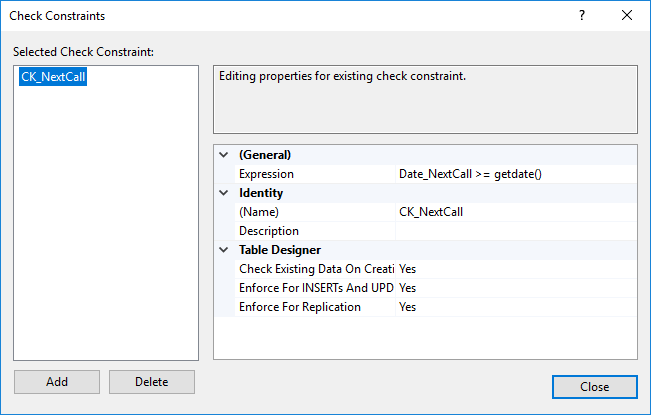 Check Constraints
Selected Check Constraint:
CK_NextCall
Editing properties for existing check constraint.
(General)
Expression Date_NextCall >= getdate()
Identity
(Name) CK_NextCall
Description
Table Designer
Check Existing Data On Creati Yes
Enforce For INSERTs And UPD Yes
Enforce For Replication Yes
Add Delete
Close